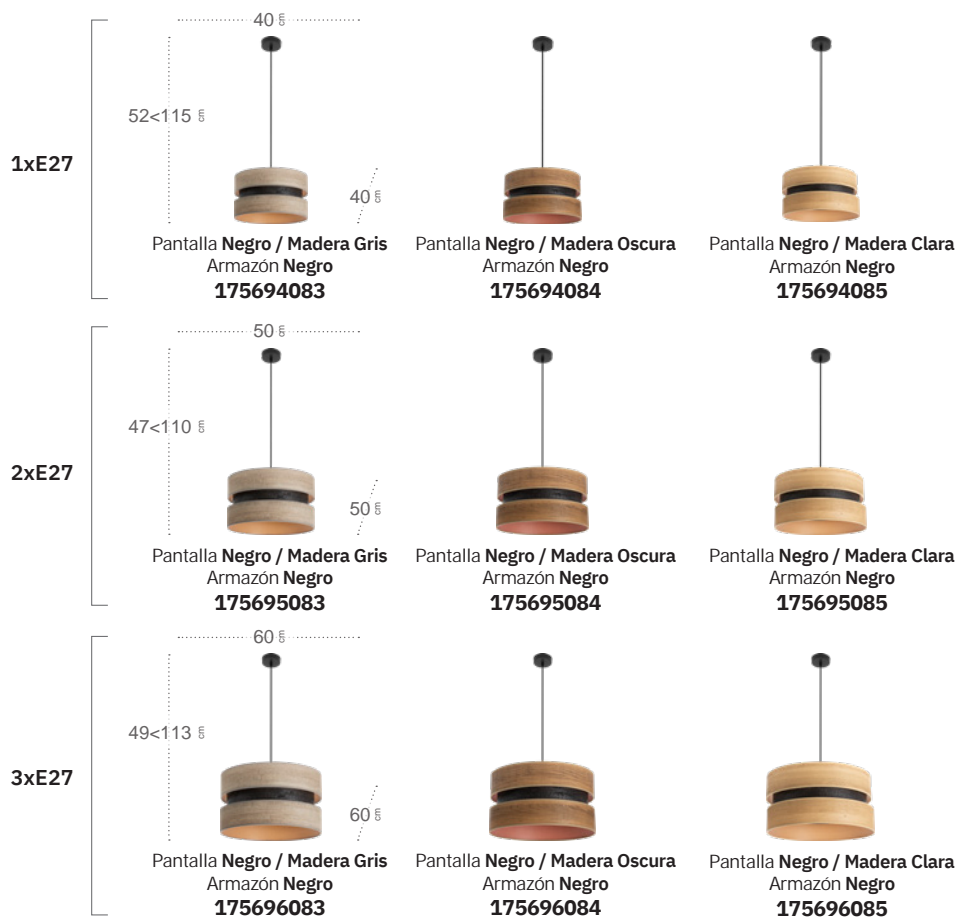 40 cm
52<115 cm
1xE27
40 cm
Pantalla Negro / Madera Gris
Armazón Negro
175694083
Pantalla Negro / Madera Oscura
Armazón Negro
175694084
Pantalla Negro / Madera Clara
Armazón Negro
175694085
50 cm
47<110 cm
2xE27
50 cm
Pantalla Negro / Madera Gris
Armazón Negro
175695083
Pantalla Negro / Madera Oscura
Armazón Negro
175695084
Pantalla Negro / Madera Clara
Armazón Negro
175695085
60 cm
49<113 cm
3xE27
60 cm
Pantalla Negro / Madera Gris
Armazón Negro
175696083
Pantalla Negro / Madera Oscura
Armazón Negro
175696084
Pantalla Negro / Madera Clara
Armazón Negro
175696085